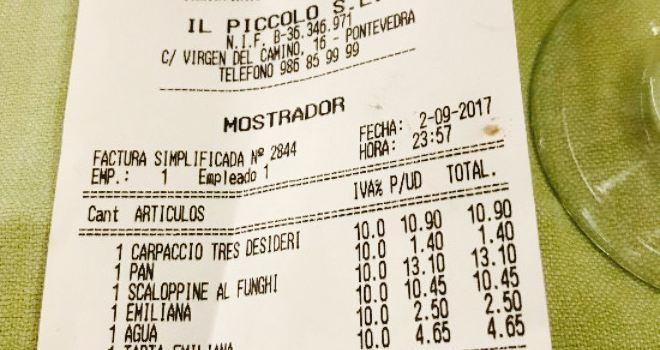 IL PICCOLO S.L.
N.I.F. B-36.346.971
C/ VIRGEN DEL CAMINO, 16 - PONTEVEDRA
TELEFONO 986 85 99 99
MOSTRADOR
FACTURA SIMPLIFICADA Nº 2844 FECHA: 2-09-2017
EMP.: 1 Empleado 1 HORA: 23:57
Cant ARTICULOS IVA% P/UD TOTAL.
1 CARPACCIO TRES DESIDERI 10.0 10.90 10.90
1 PAN 10.0 1.40 1.40
1 SCALOPPINE AL FUNGHI 10.0 13.10 13.10
1 EMILIANA 10.0 10.45 10.45
1 AGUA 10.0 2.50 2.50
1 TARTA EMILIANA 10.0 4.65 4.65